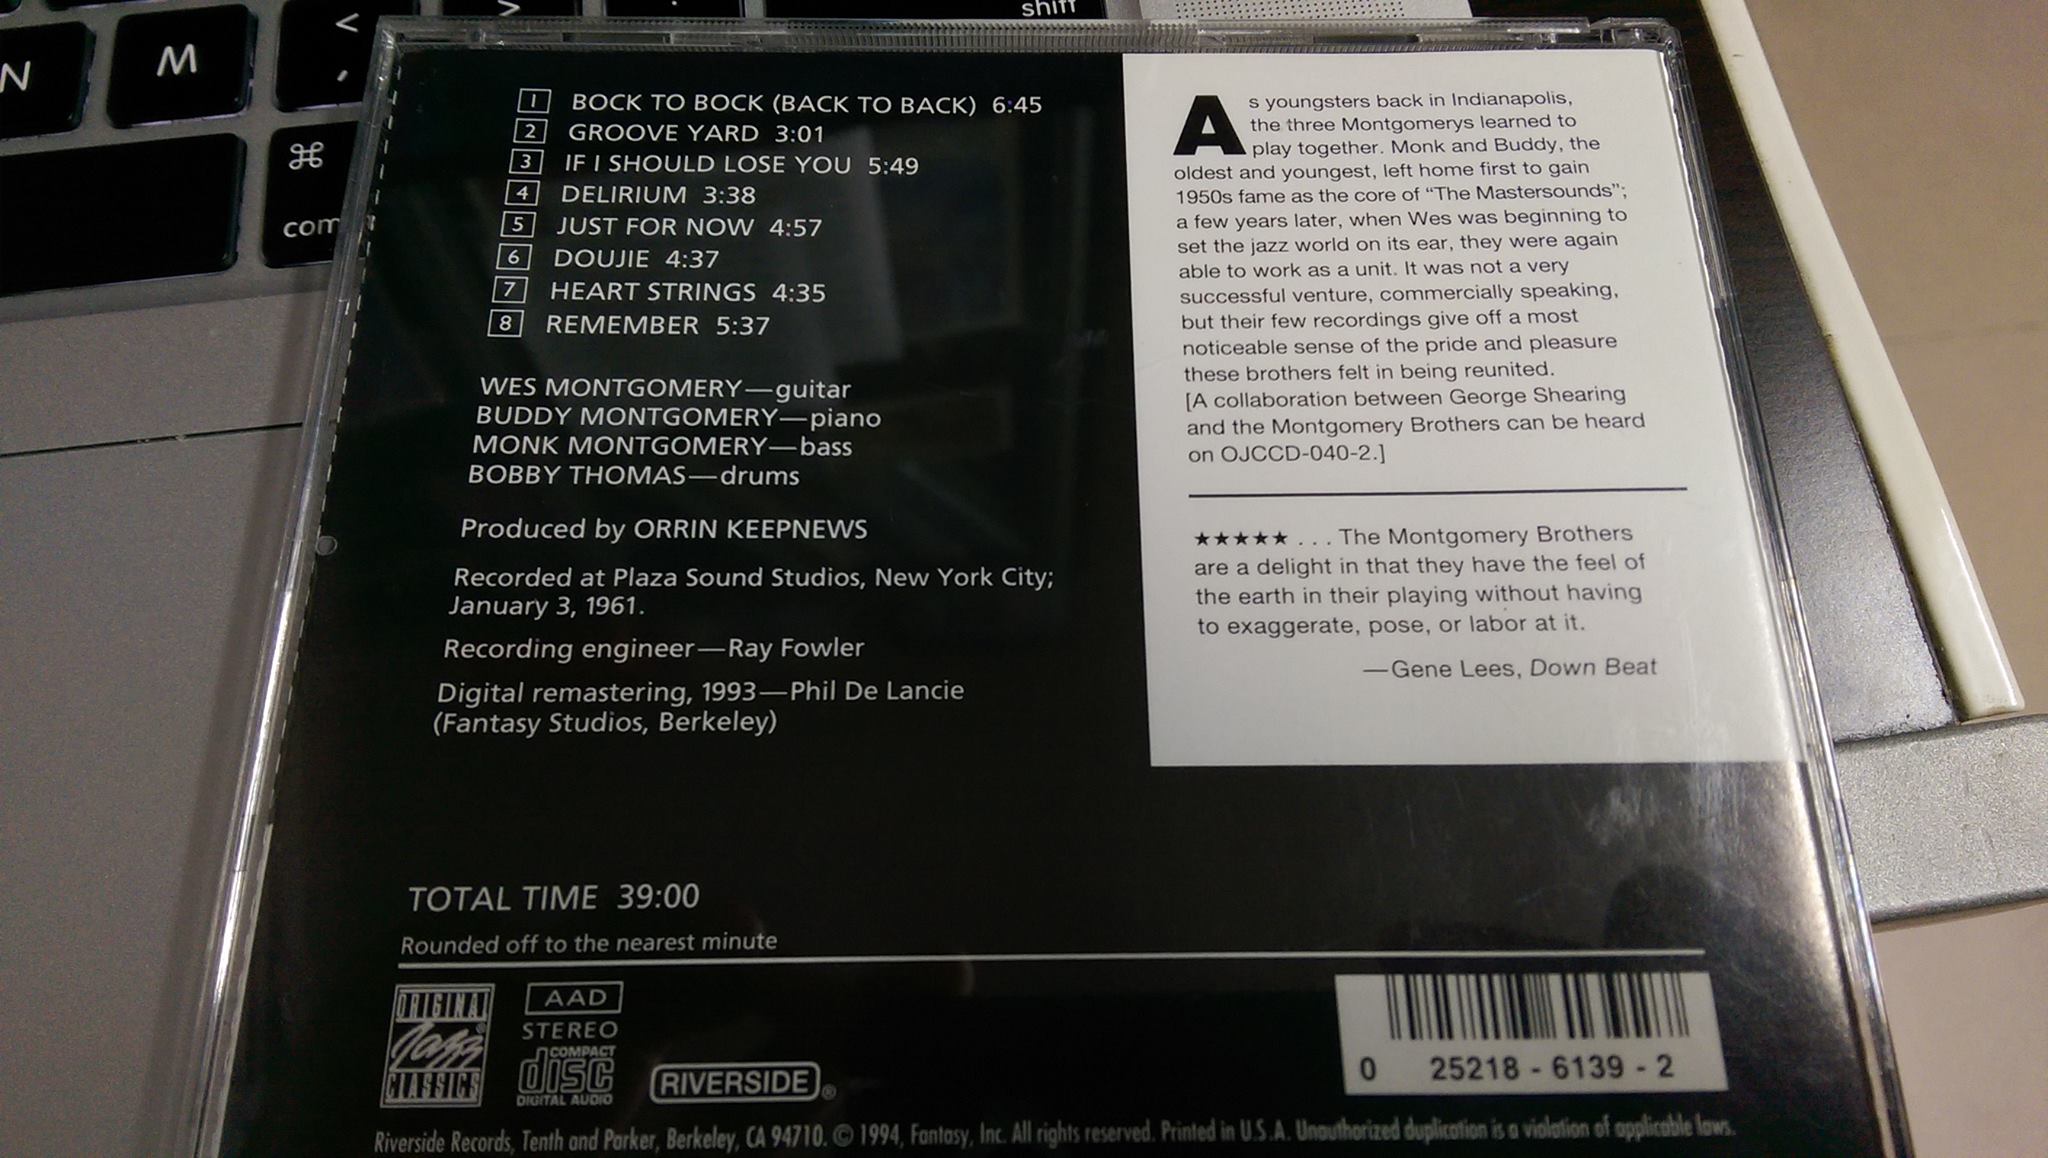 N
M
<
,
>
.
shift
⌘
com
1 BOCK TO BOCK (BACK TO BACK) 6:45
2 GROOVE YARD 3:01
3 IF I SHOULD LOSE YOU 5:49
4 DELIRIUM 3:38
5 JUST FOR NOW 4:57
6 DOUJIE 4:37
7 HEART STRINGS 4:35
8 REMEMBER 5:37
WES MONTGOMERY—guitar
BUDDY MONTGOMERY—piano
MONK MONTGOMERY—bass
BOBBY THOMAS—drums
Produced by ORRIN KEEPNEWS
Recorded at Plaza Sound Studios, New York City;
January 3, 1961.
Recording engineer—Ray Fowler
Digital remastering, 1993—Phil De Lancie
(Fantasy Studios, Berkeley)
As youngsters back in Indianapolis,
the three Montgomerys learned to
play together. Monk and Buddy, the
oldest and youngest, left home first to gain
1950s fame as the core of “The Mastersounds”;
a few years later, when Wes was beginning to
set the jazz world on its ear, they were again
able to work as a unit. It was not a very
successful venture, commercially speaking,
but their few recordings give off a most
noticeable sense of the pride and pleasure
these brothers felt in being reunited.
[A collaboration between George Shearing
and the Montgomery Brothers can be heard
on OJCCD-040-2.]
★★★★★ . . . The Montgomery Brothers
are a delight in that they have the feel of
the earth in their playing without having
to exaggerate, pose, or labor at it.
—Gene Lees, Down Beat
TOTAL TIME 39:00
Rounded off to the nearest minute
ORIGINAL
Jazz®
CLASSICS
AAD
STEREO
COMPACT
disc
DIGITAL AUDIO
RIVERSIDE®
0 25218 - 6139 - 2
Riverside Records, Tenth and Parker, Berkeley, CA 94710. © 1994, Fantasy, Inc. All rights reserved. Printed in U.S.A. Unauthorized duplication is a violation of applicable laws.